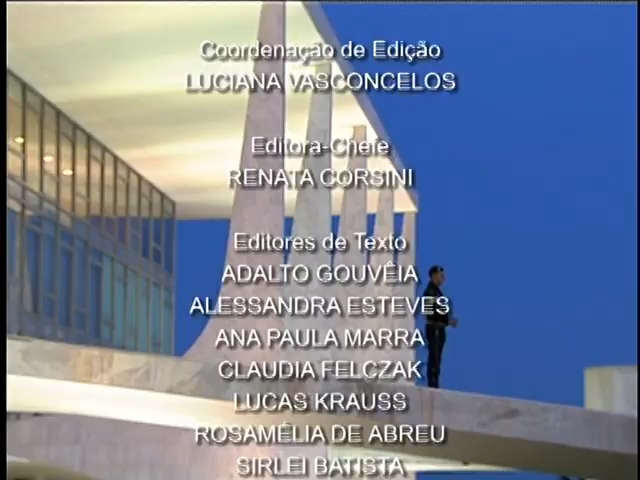 Coordenação de Edição
LUCIANA VASCONCELOS
Editora-Chefe
RENATA CORSINI
Editores de Texto
ADALTO GOUVÊIA
ALESSANDRA ESTEVES
ANA PAULA MARRA
CLAUDIA FELCZAK
LUCAS KRAUSS
ROSAMÉLIA DE ABREU
SIRLEI BATISTA